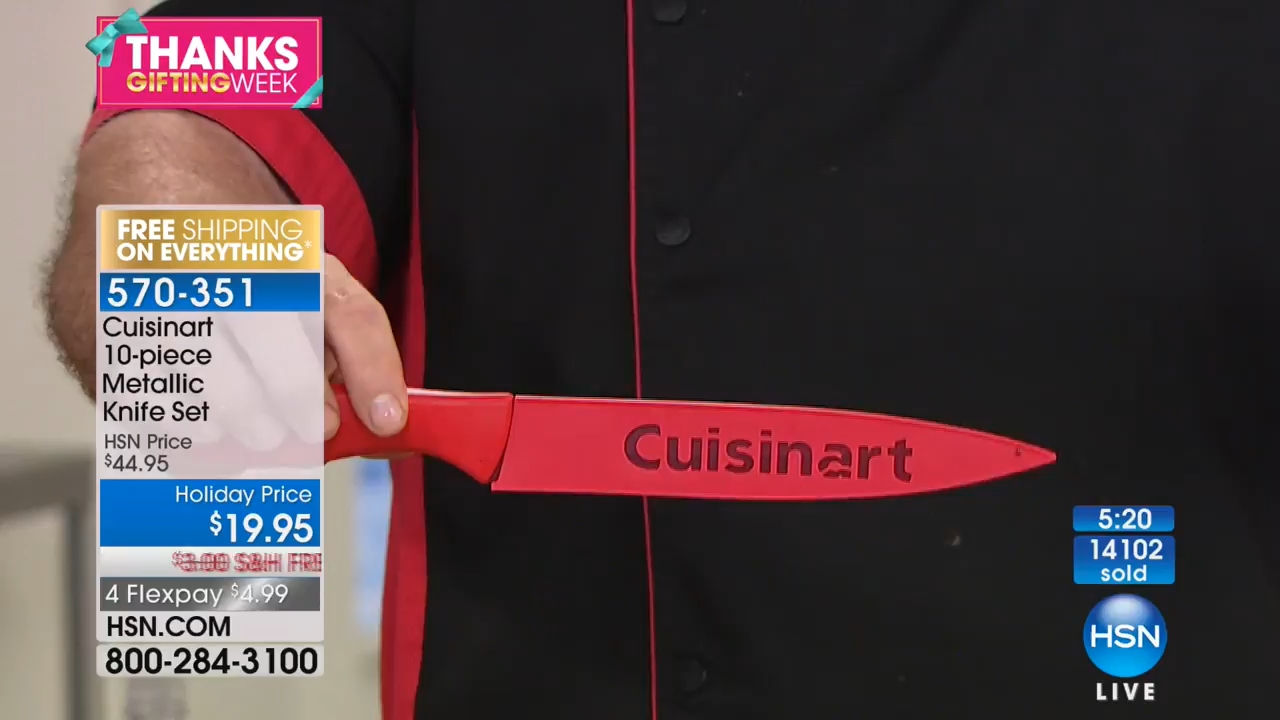 THANKS
GIFTINGWEEK
FREE SHIPPING
ON EVERYTHING*
570-351
Cuisinart
10-piece
Metallic
Knife Set
HSN Price
$44.95
Holiday Price
$19.95
S&H FRE
4 Flexpay $4.99
HSN.COM
800-284-3100
Cuisinart
5:20
14102
sold
HSN
LIVE